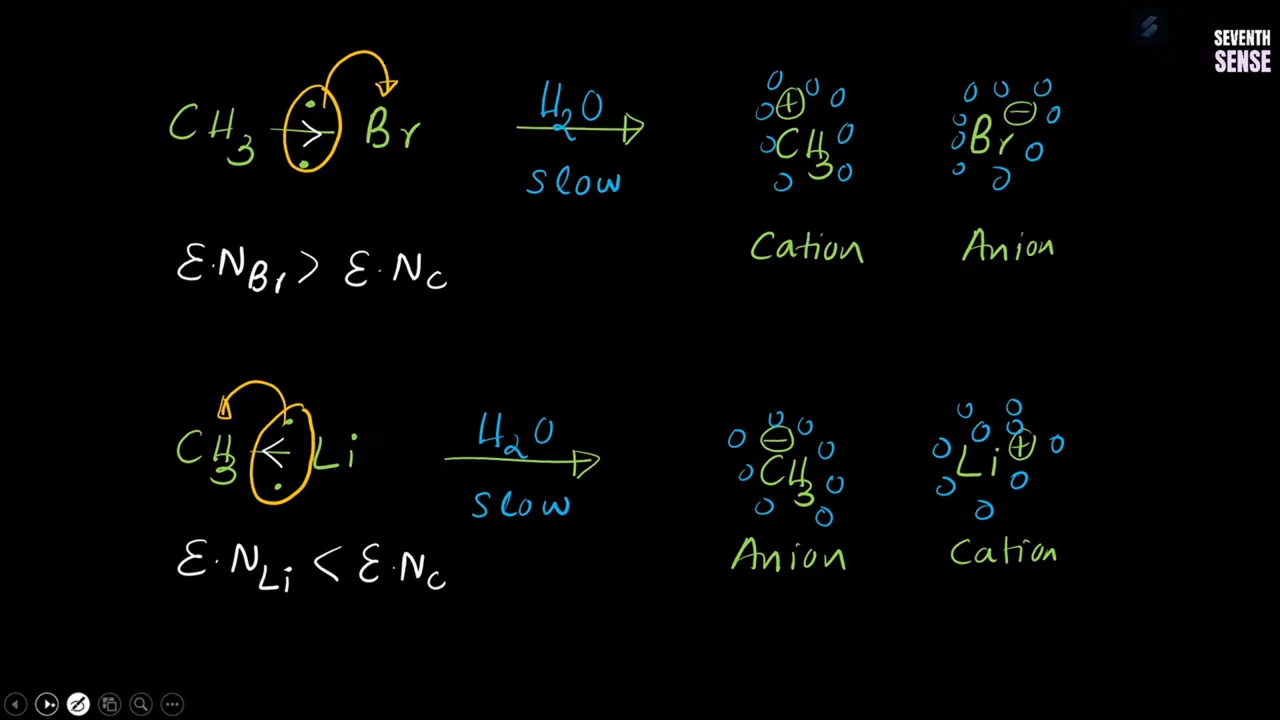 SEVENTH
SENSE
CH3 > Br
H2O
slow
⊕
CH3
⊖
Br
Cation
Anion
E.NBr > E.NC
CH3 < Li
H2O
slow
⊖
CH3
⊕
Li
Anion
Cation
E.NLi < E.NC